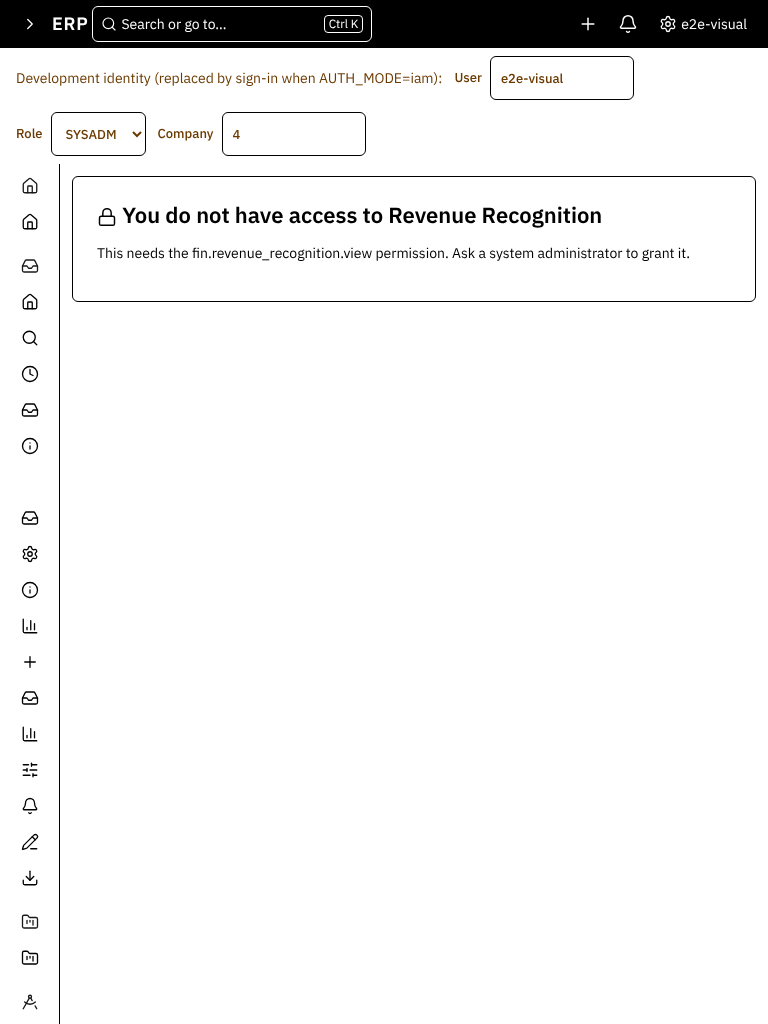 ERP Search or go to... Ctrl K e2e-visual
Development identity (replaced by sign-in when AUTH_MODE=iam): User e2e-visual
Role SYSADM Company 4
You do not have access to Revenue Recognition
This needs the fin.revenue_recognition.view permission. Ask a system administrator to grant it.